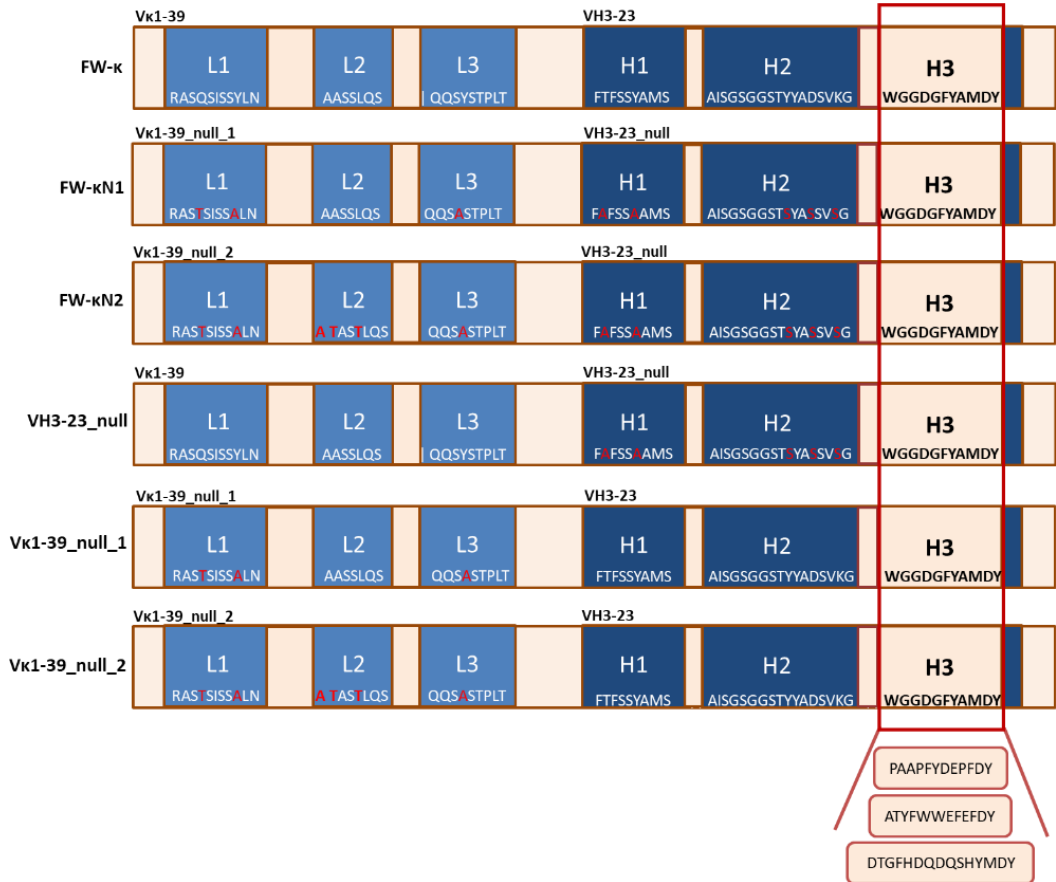 Vκ1-39 VH3-23
FW-κ L1 L2 L3 H1 H2 H3
RASQSISSYLN AASSLQS QQSYSTPLT FTFSSYAMS AISGSGGSTYYADSVKG WGGDGFYAMDY
Vκ1-39_null_1 VH3-23_null
FW-κN1 L1 L2 L3 H1 H2 H3
RASTSISSALN AASSLQS QQSASTPLT FAFSSAAMS AISGSGGSTSYASSVSG WGGDGFYAMDY
Vκ1-39_null_2 VH3-23_null
FW-κN2 L1 L2 L3 H1 H2 H3
RASTSISSALN A TASTLQS QQSASTPLT FAFSSAAMS AISGSGGSTSYASSVSG WGGDGFYAMDY
Vκ1-39 VH3-23_null
VH3-23_null L1 L2 L3 H1 H2 H3
RASQSISSYLN AASSLQS QQSYSTPLT FAFSSAAMS AISGSGGSTSYASSVSG WGGDGFYAMDY
Vκ1-39_null_1 VH3-23
Vκ1-39_null_1 L1 L2 L3 H1 H2 H3
RASTSISSALN AASSLQS QQSASTPLT FTFSSYAMS AISGSGGSTYYADSVKG WGGDGFYAMDY
Vκ1-39_null_2 VH3-23
Vκ1-39_null_2 L1 L2 L3 H1 H2 H3
RASTSISSALN A TASTLQS QQSASTPLT FTFSSYAMS AISGSGGSTYYADSVKG WGGDGFYAMDY
PAAPFYDEPFDY
ATYFWWEFEFDY
DTGFHDQDQSHYMDY